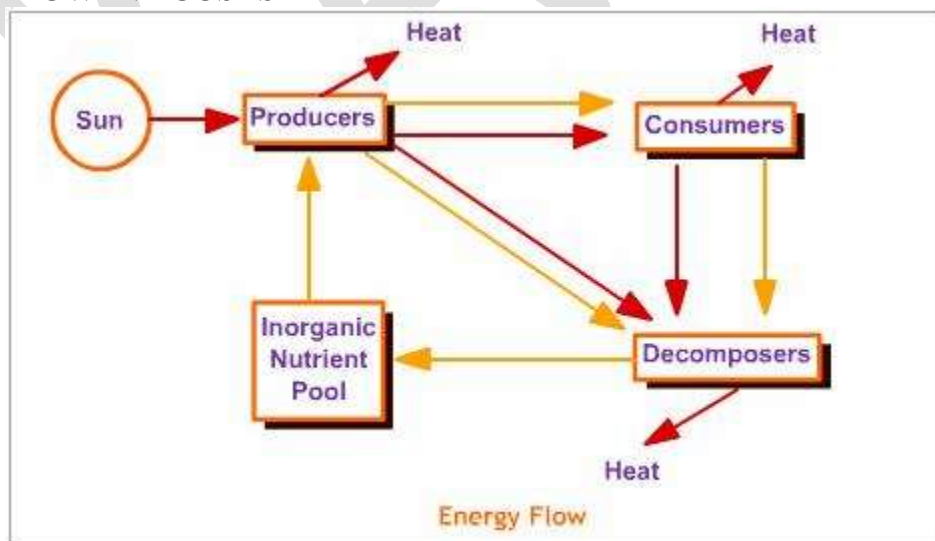 Heat
Heat
Sun
Producers
Consumers
Inorganic
Nutrient
Pool
Decomposers
Heat
Energy Flow